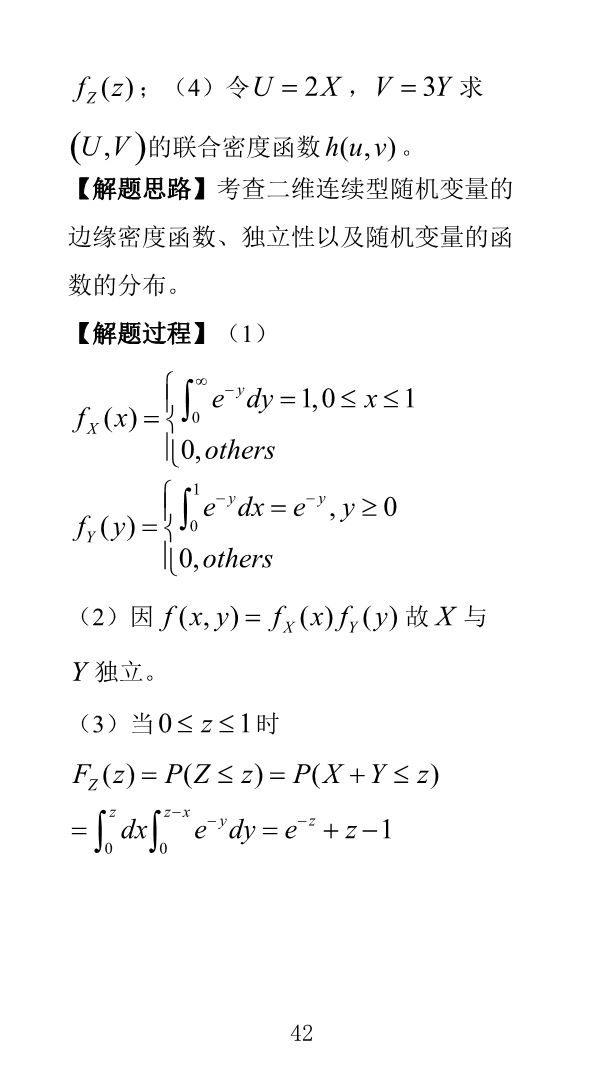 $f_Z(z)$；（4）令$U = 2X$，$V = 3Y$ 求
$(U,V)$的联合密度函数$h(u,v)$。
【解题思路】考查二维连续型随机变量的
边缘密度函数、独立性以及随机变量的函
数的分布。
【解题过程】（1）
$f_X(x) = \begin{cases} \int_0^{\infty} e^{-y}dy = 1, 0 \le x \le 1 \\ 0, others \end{cases}$
$f_Y(y) = \begin{cases} \int_0^1 e^{-y}dx = e^{-y}, y \ge 0 \\ 0, others \end{cases}$
（2）因 $f(x,y) = f_X(x)f_Y(y)$ 故 $X$ 与
$Y$ 独立。
（3）当$0 \le z \le 1$时
$F_Z(z) = P(Z \le z) = P(X + Y \le z)$
$= \int_0^z dx \int_0^{z-x} e^{-y}dy = e^{-z} + z - 1$
42